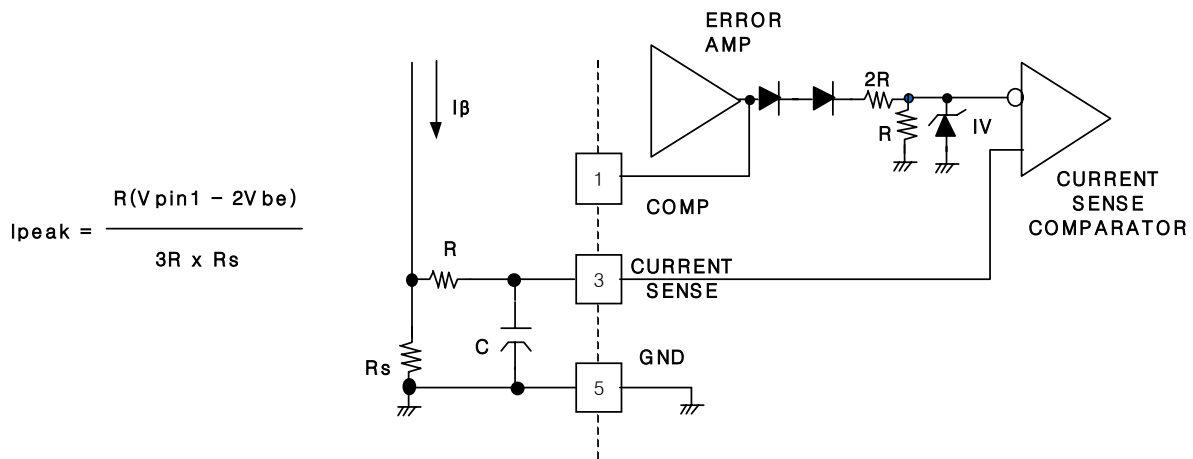 ERROR
AMP
2R
Iβ
R
IV
1
CURRENT
SENSE
COMPARATOR
R(Vpin1 - 2Vbe)
COMP
Ipeak =
3R x Rs
R
3
CURRENT
SENSE
C
GND
Rs
5